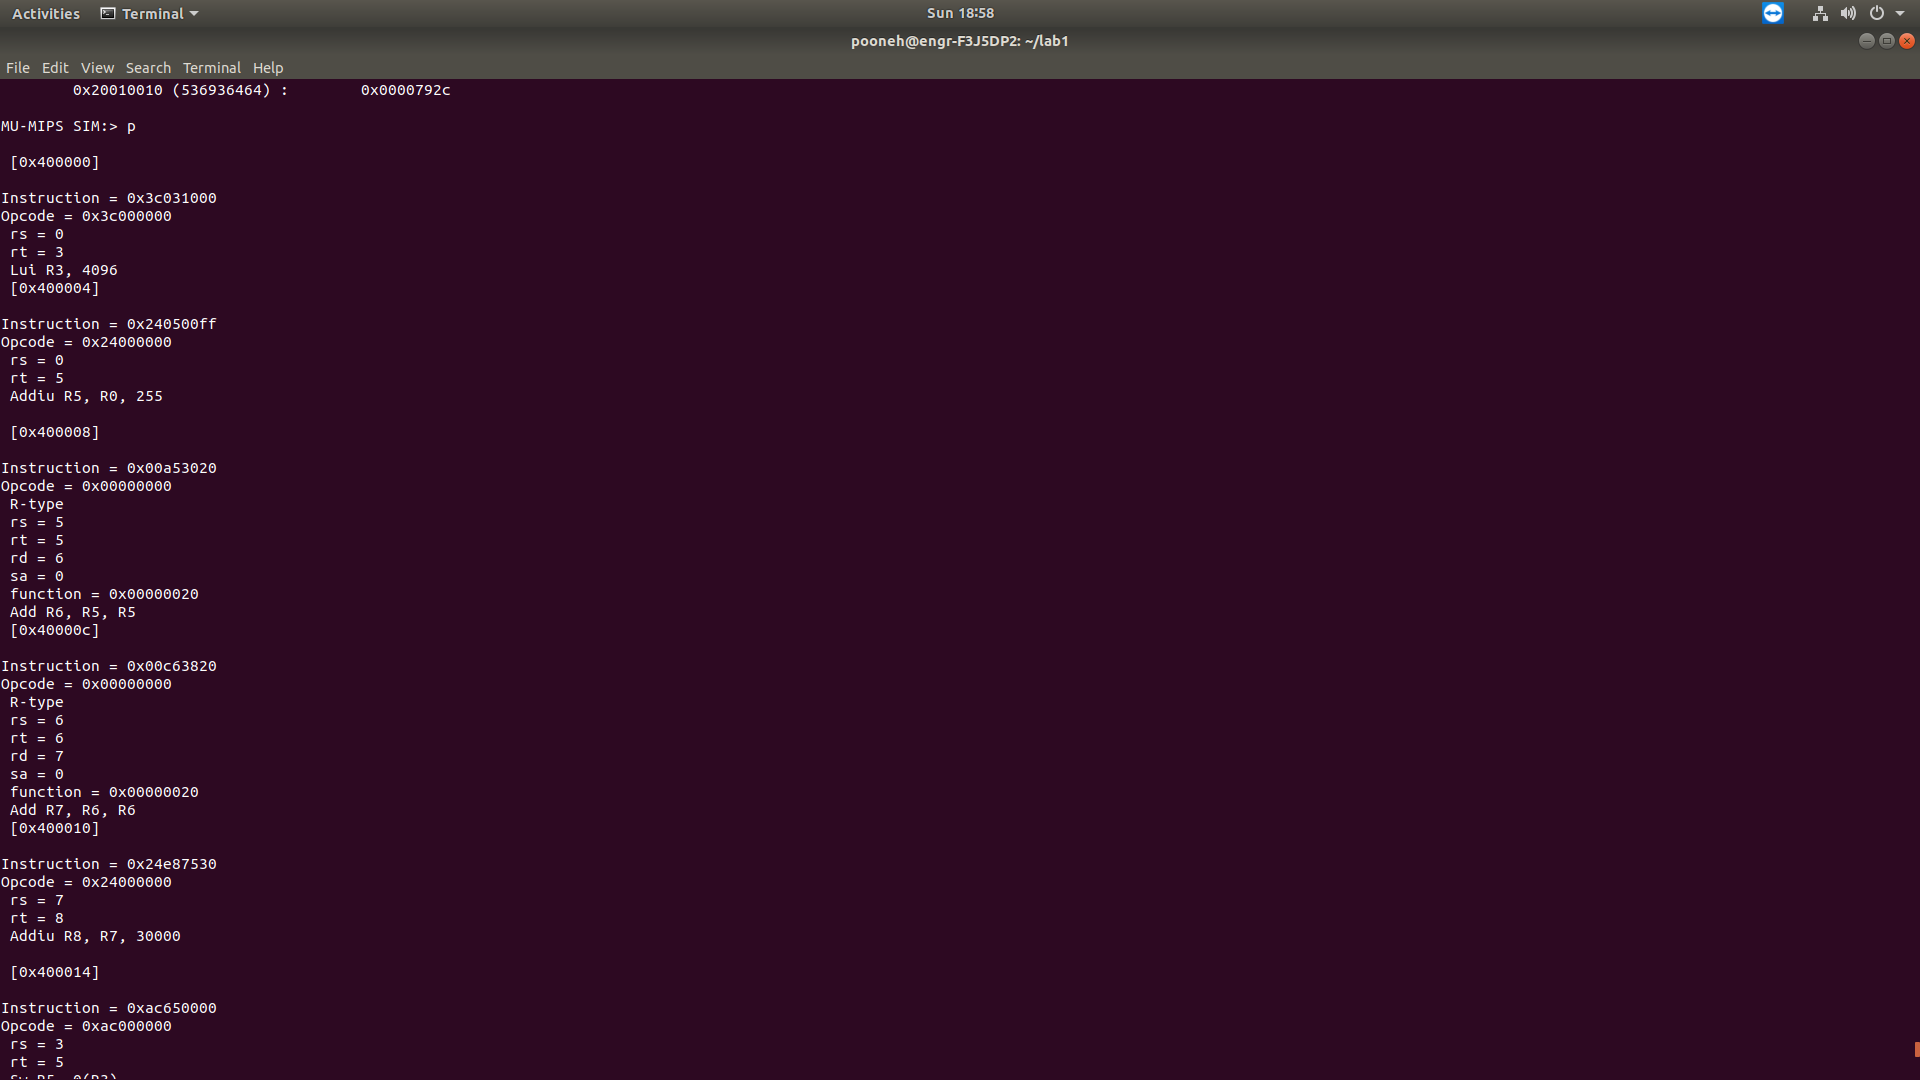 Activities Terminal Sun 18:58
pooneh@engr-F3J5DP2: ~/lab1
File Edit View Search Terminal Help
0x20010010 (536936464) : 0x0000792c
MU-MIPS SIM:> p
[0x400000]
Instruction = 0x3c031000
Opcode = 0x3c000000
rs = 0
rt = 3
Lui R3, 4096
[0x400004]
Instruction = 0x240500ff
Opcode = 0x24000000
rs = 0
rt = 5
Addiu R5, R0, 255
[0x400008]
Instruction = 0x00a53020
Opcode = 0x00000000
R-type
rs = 5
rt = 5
rd = 6
sa = 0
function = 0x00000020
Add R6, R5, R5
[0x40000c]
Instruction = 0x00c63820
Opcode = 0x00000000
R-type
rs = 6
rt = 6
rd = 7
sa = 0
function = 0x00000020
Add R7, R6, R6
[0x400010]
Instruction = 0x24e87530
Opcode = 0x24000000
rs = 7
rt = 8
Addiu R8, R7, 30000
[0x400014]
Instruction = 0xac650000
Opcode = 0xac000000
rs = 3
rt = 5
Sw R5, 0(R3)